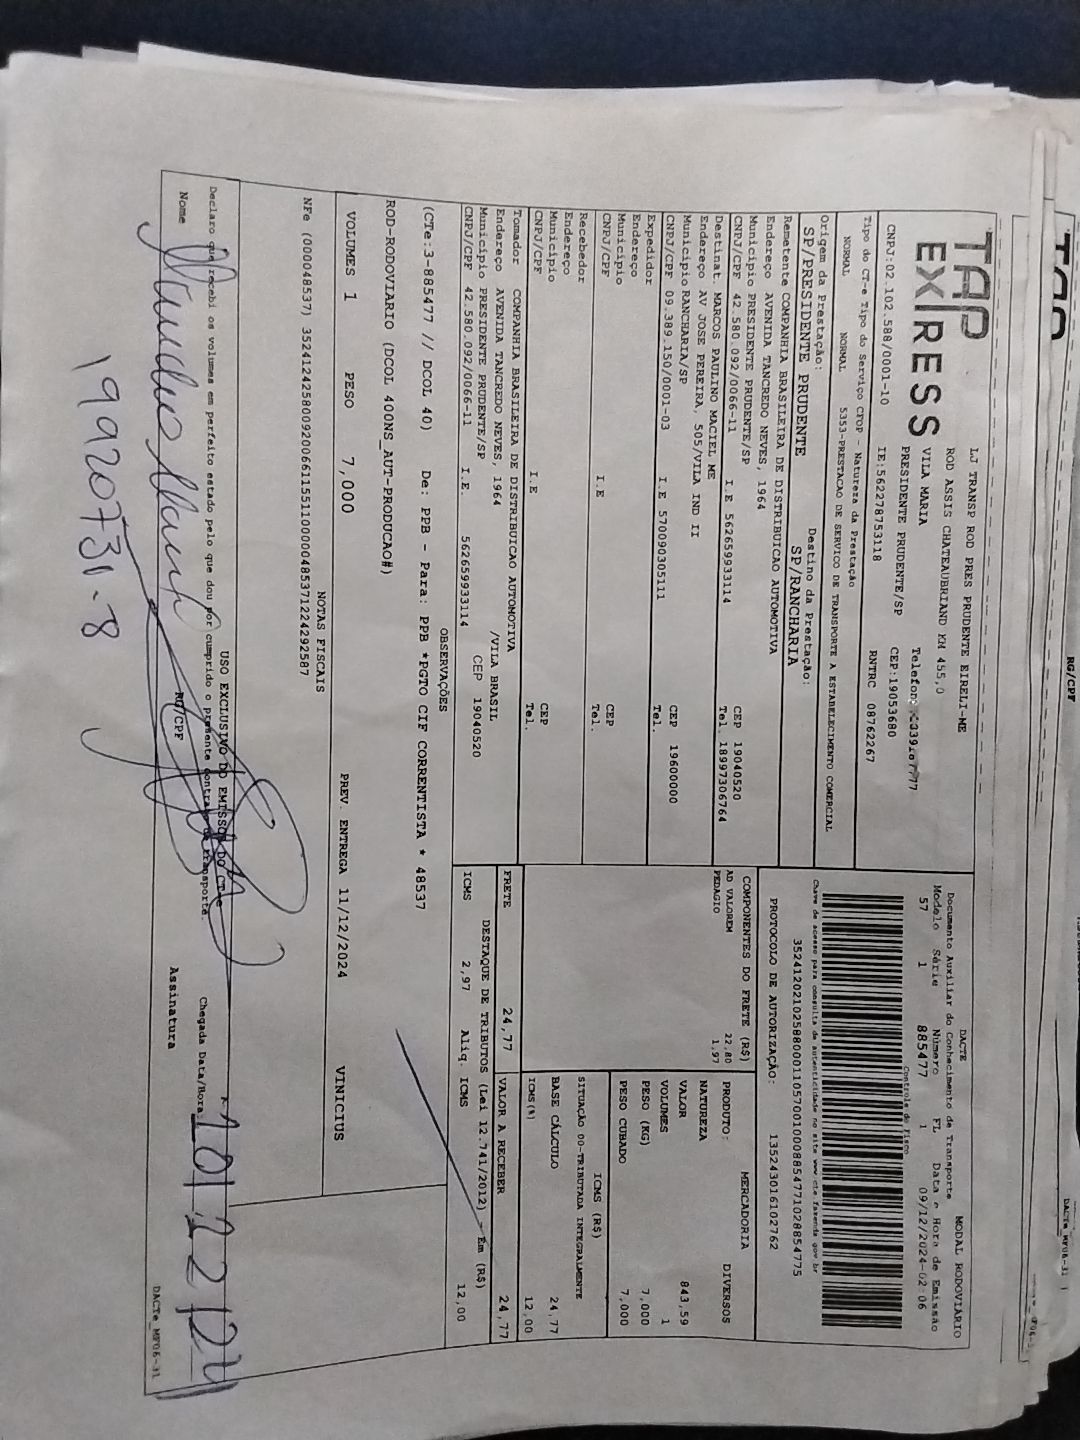 TAP
EXPRESS
LJ TRANSP ROD PRES PRUDENTE EIRELI-ME
ROD ASSIS CHATEAUBRIAND KM 455,0
VILA MARIA
PRESIDENTE PRUDENTE/SP CEP:19053680
CNPJ:02.102.588/0001-10 IE:562278753118 RNTRC 08762267
Tipo do CT-e Tipo do Serviço CFOP - Natureza da Prestação
NORMAL NORMAL 5353-PRESTACAO DE SERVICO DE TRANSPORTE A ESTABELECIMENTO COMERCIAL
Origem da Prestação: Destino da Prestação:
SP/PRESIDENTE PRUDENTE SP/RANCHARIA
Remetente COMPANHIA BRASILEIRA DE DISTRIBUICAO AUTOMOTIVA
Endereço AVENIDA TANCREDO NEVES, 1964
Município PRESIDENTE PRUDENTE/SP CEP 19040520
CNPJ/CPF 42.580.092/0066-11 I.E 562659933114 Tel. 18997306764
Destinat. MARCOS PAULINO MACIEL ME
Endereço AV JOSE PEREIRA, 505/VILA IND II
Município RANCHARIA/SP CEP 19600000
CNPJ/CPF 09.389.150/0001-03 I.E 570090305111
Expedidor
Endereço
Município CEP
CNPJ/CPF I.E Tel.
Recebedor
Endereço
Município CEP
CNPJ/CPF I.E Tel.
Tomador COMPANHIA BRASILEIRA DE DISTRIBUICAO AUTOMOTIVA
Endereço AVENIDA TANCREDO NEVES, 1964 /VILA BRASIL
Município PRESIDENTE PRUDENTE/SP CEP 19040520
CNPJ/CPF 42.580.092/0066-11 I.E. 562659933114
DACTE MODAL RODOVIARIO
Documento Auxiliar do Conhecimento de Transporte
Modelo Série Número FL Data e Hora de Emissão
57 1 885477 1 09/12/2024-02:06
Controle do Fisco
Chave de acesso para consulta de autenticidade no site www.cte.fazenda.gov.br
35241202102588000110570010008854771028854775
PROTOCOLO DE AUTORIZAÇÃO: 135243016102762
COMPONENTES DO FRETE (R$)
AD VALOREM 22,80
PEDAGIO 1,97
MERCADORIA
PRODUTO: DIVERSOS
NATUREZA
VALOR 843,59
VOLUMES 1
PESO (KG) 7,000
PESO CUBADO 7,000
ICMS (R$)
SITUAÇÃO 00-TRIBUTADA INTEGRALMENTE
BASE CÁLCULO 24,77
ICMS(%) 12,00
FRETE 24,77 VALOR A RECEBER 24,77
DESTAQUE DE TRIBUTOS (Lei 12.741/2012) - Em (R$)
ICMS 2,97 Aliq. ICMS 12,00
OBSERVAÇÕES
(CTe:3-885477 // DCOL 40) De: PPB - Para: PPB *PGTO CIF CORRENTISTA * 48537
ROD-RODOVIARIO (DCOL 400NS_AUT-PRODUCAO#)
VOLUMES 1 PESO 7,000 PREV. ENTREGA 11/12/2024 VINICIUS
NOTAS FISCAIS
NFe (000048537) 35241242580092006611551100000485371224292587
USO EXCLUSIVO DO EMISSOR DO CT-e
Declaro que recebi os volumes em perfeito estado pelo que dou por cumprido o presente contrato de transporte.
Nome RG/CPF Assinatura
Chegada Data/Hora: 10/12/24
19920731-8
DACTe_MF06-31
RG/CPF